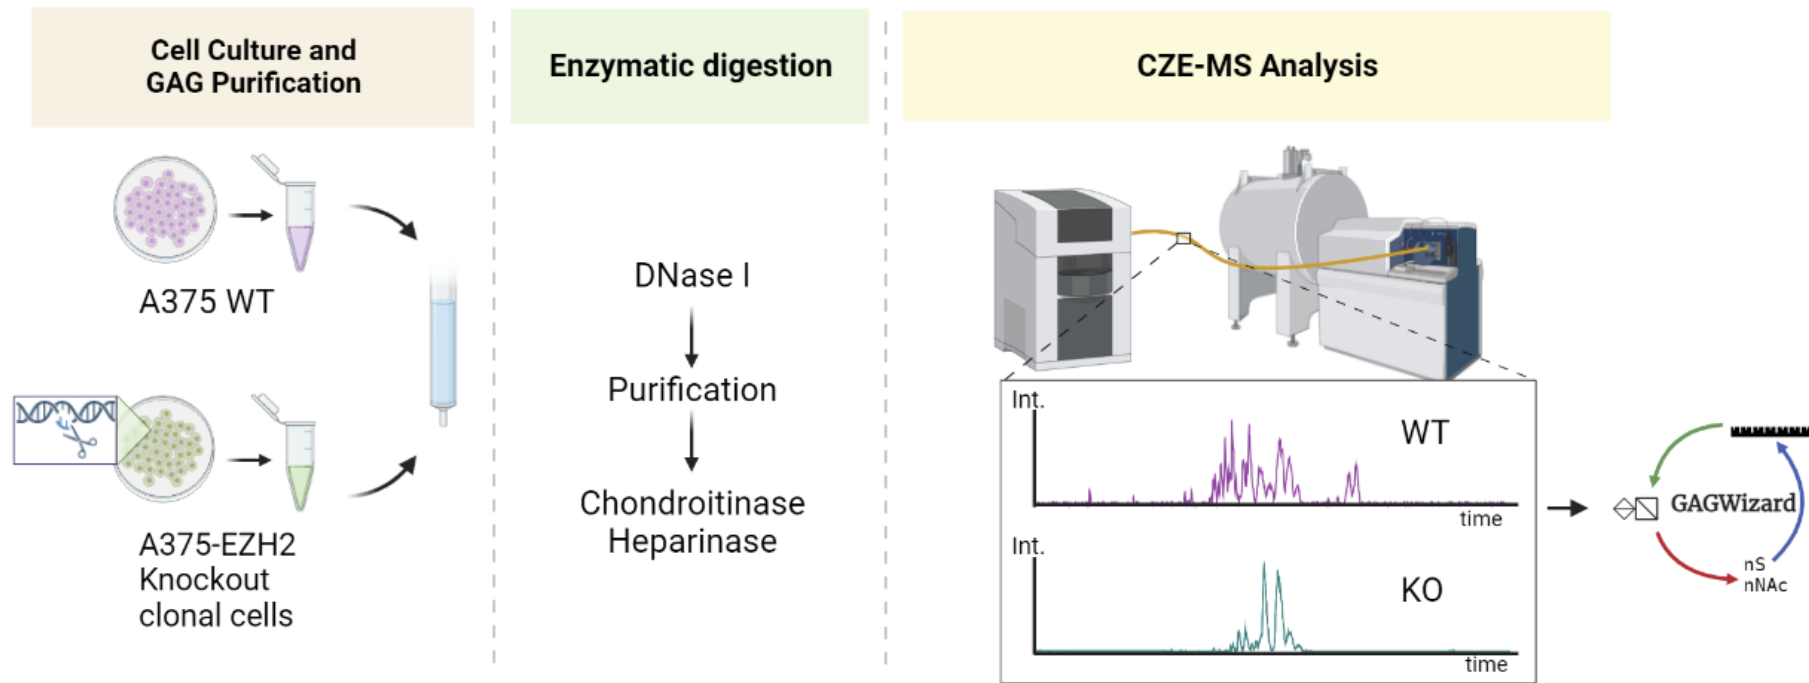 Cell Culture and
GAG Purification
A375 WT
A375-EZH2
Knockout
clonal cells
Enzymatic digestion
DNase I
Purification
Chondroitinase
Heparinase
CZE-MS Analysis
Int.
WT
time
Int.
KO
time
GAGWizard
nS
nNAc